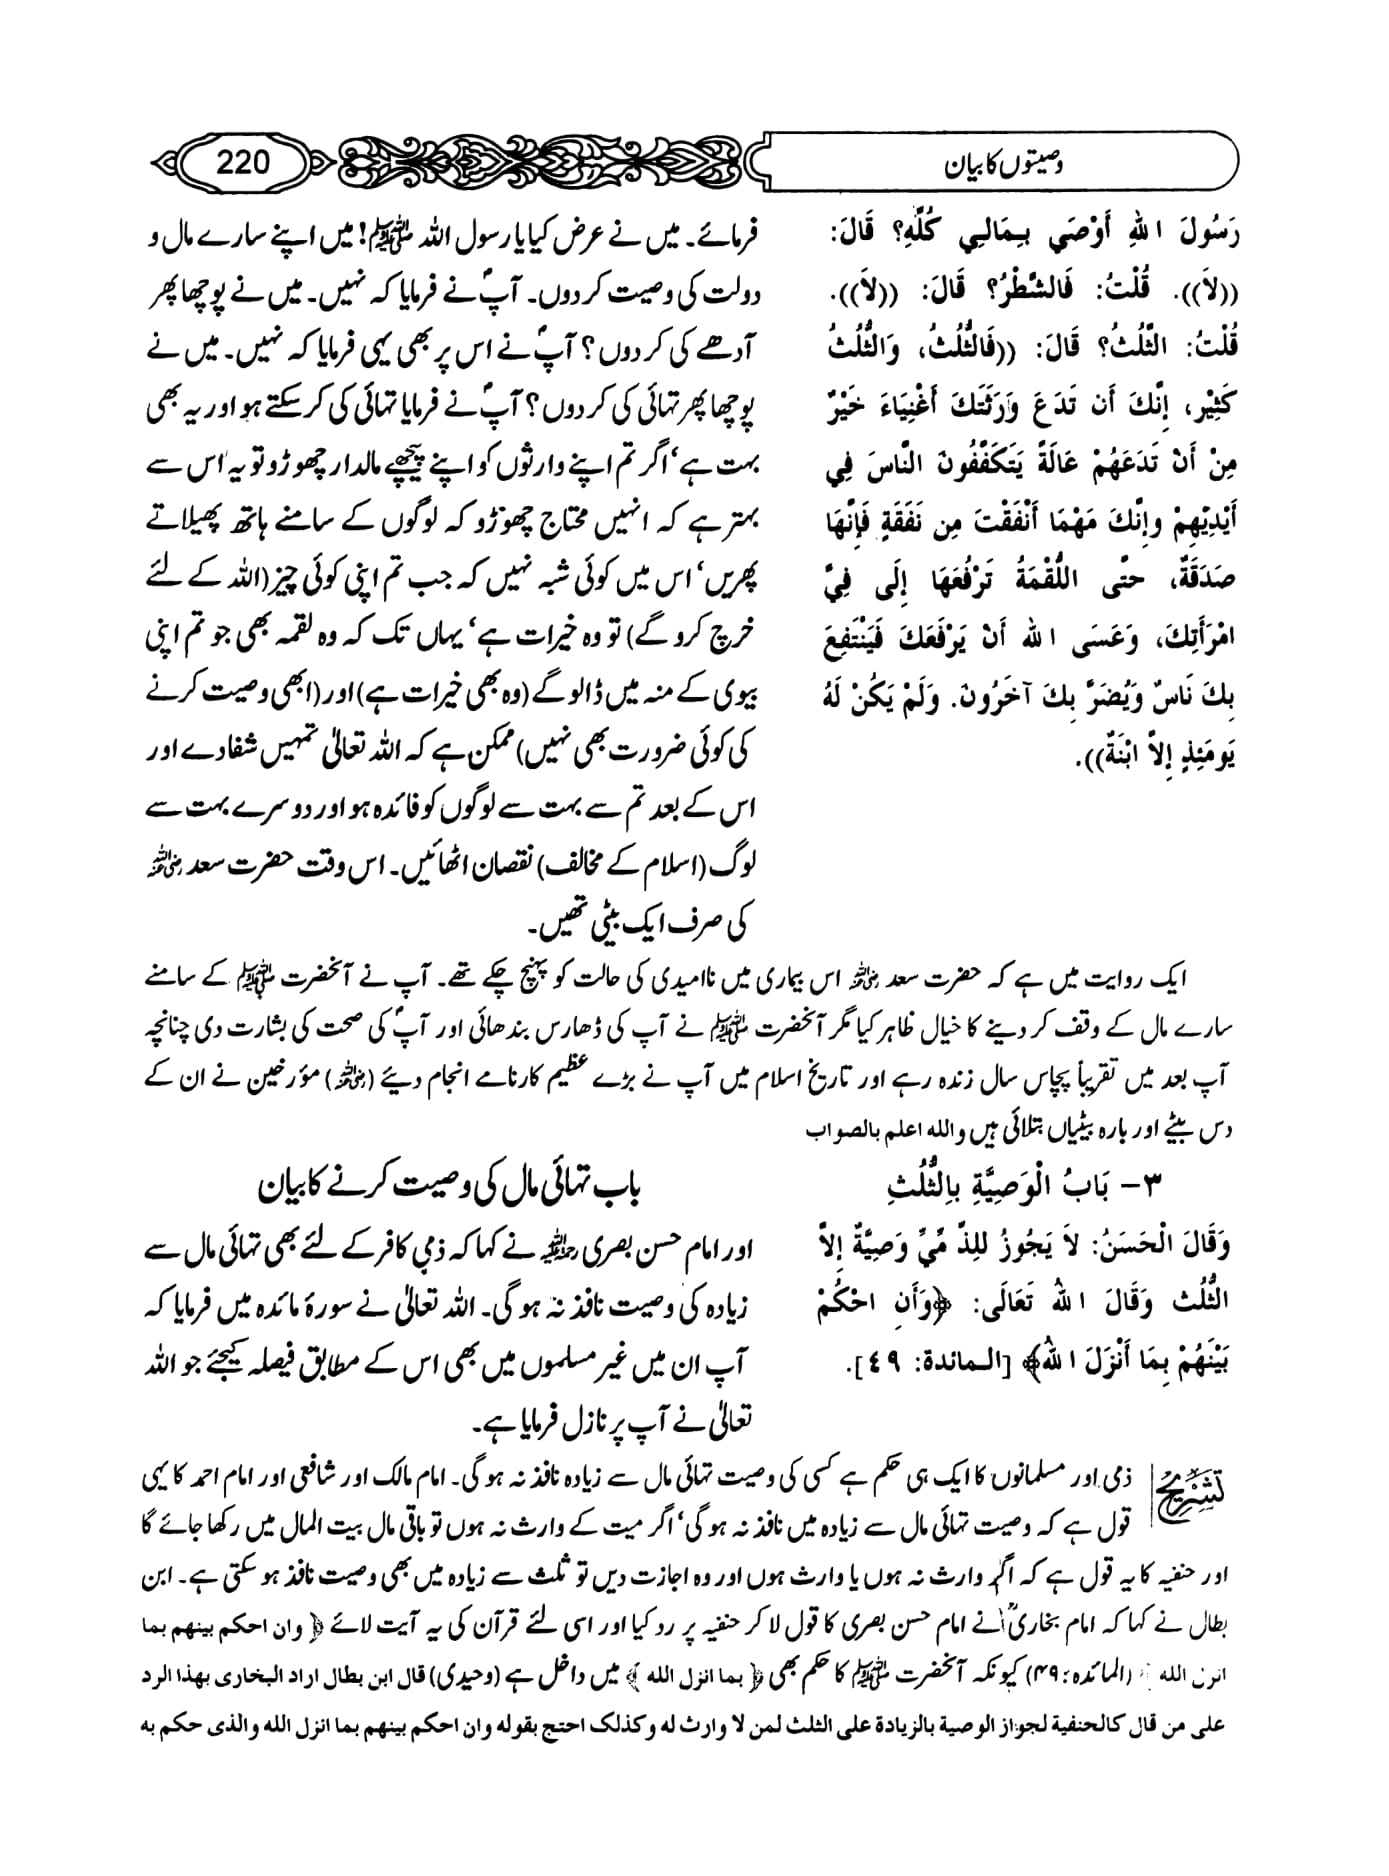 وصیتوں کا بیان
220
رَسُولَ اللهِ أَوْصَي بِمَالِي كُلِّهِ؟ قَالَ:
((لاَ)). قُلْتُ: فَالشَّطْرُ؟ قَالَ: ((لاَ)).
قُلْتُ: الثُّلُثُ؟ قَالَ: ((فَالثُّلُثُ، وَالثُّلُثُ
كَثِيْر، إِنَّكَ أَن تَدَعَ وَرَثَتَكَ أَغْنِيَاءَ خَيْرٌ
مِنْ أَنْ تَدَعَهُمْ عَالَةً يَتَكَفَّفُونَ النَّاسَ فِي
أَيْدِيْهِمْ وإِنَّكَ مَهْمَا أَنْفَقْتَ مِن نَفَقَةٍ فَإِنَّهَا
صَدَقَةٌ، حتَّى اللُّقْمَةُ تَرْفَعُهَا إِلَى فِيِّ
امْرَأَتِكَ، وَعَسَى الله أَنْ يَرْفَعَكَ فَيَنْتَفِعَ
بِكَ نَاسٌ وَيُضَرَّ بِكَ آخَرُونَ. وَلَمْ يَكُنْ لَهُ
يَومَئِذٍ إِلاَّ ابْنَةٌ)).
فرمائے۔ میں نے عرض کیا یا رسول اللہ ﷺ! میں اپنے سارے مال و
دولت کی وصیت کر دوں۔ آپؐ نے فرمایا کہ نہیں۔ میں نے پوچھا پھر
آدھے کی کر دوں؟ آپؐ نے اس پر بھی یہی فرمایا کہ نہیں۔ میں نے
پوچھا پھر تہائی کی کر دوں؟ آپؐ نے فرمایا تہائی کی کر سکتے ہو اور یہ بھی
بہت ہے‘ اگر تم اپنے وارثوں کو اپنے پیچھے مالدار چھوڑو تو یہ اس سے
بہتر ہے کہ انہیں محتاج چھوڑو کہ لوگوں کے سامنے ہاتھ پھیلاتے
پھریں‘ اس میں کوئی شبہ نہیں کہ جب تم اپنی کوئی چیز (اللہ کے لئے
خرچ کرو گے) تو وہ خیرات ہے‘ یہاں تک کہ وہ لقمہ بھی جو تم اپنی
بیوی کے منہ میں ڈالو گے (وہ بھی خیرات ہے) اور (ابھی وصیت کرنے
کی کوئی ضرورت بھی نہیں) ممکن ہے کہ اللہ تعالیٰ تمہیں شفا دے اور
اس کے بعد تم سے بہت سے لوگوں کو فائدہ ہو اور دوسرے بہت سے
لوگ (اسلام کے مخالف) نقصان اٹھائیں۔ اس وقت حضرت سعد رضی اللہ عنہ
کی صرف ایک بیٹی تھیں۔
ایک روایت میں ہے کہ حضرت سعد رضی اللہ عنہ اس بیماری میں ناامیدی کی حالت کو پہنچ چکے تھے۔ آپ نے آنحضرت ﷺ کے سامنے
سارے مال کے وقف کر دینے کا خیال ظاہر کیا مگر آنحضرت ﷺ نے آپ کی ڈھارس بندھائی اور آپؐ کی صحت کی بشارت دی چنانچہ
آپ بعد میں تقریباً پچاس سال زندہ رہے اور تاریخ اسلام میں آپ نے بڑے عظیم کارنامے انجام دیئے (رضی اللہ عنہ) مؤرخین نے ان کے
دس بیٹے اور بارہ بیٹیاں بتلائی ہیں واللہ اعلم بالصواب
٣- بَابُ الْوَصِيَّةِ بِالثُّلُثِ
وَقَالَ الْحَسَنُ: لاَ يَجُوزُ لِلذِّمِّيِّ وَصِيَّةٌ إِلاَّ
الثُّلُث وَقَالَ اللهُ تَعَالَى: ﴿وَأَنِ احْكُمْ
بَيْنَهُمْ بِمَا أَنْزَلَ اللهُ﴾ [الـمائدة: ٤٩].
باب تہائی مال کی وصیت کرنے کا بیان
اور امام حسن بصری رحمہ اللہ نے کہا کہ ذمی کافر کے لئے بھی تہائی مال سے
زیادہ کی وصیت نافذ نہ ہو گی۔ اللہ تعالیٰ نے سورۂ مائدہ میں فرمایا کہ
آپ ان میں غیر مسلموں میں بھی اس کے مطابق فیصلہ کیجئے جو اللہ
تعالیٰ نے آپ پر نازل فرمایا ہے۔
تشریح ذمی اور مسلمانوں کا ایک ہی حکم ہے کسی کی وصیت تہائی مال سے زیادہ نافذ نہ ہو گی۔ امام مالک اور شافعی اور امام احمد کا یہی
قول ہے کہ وصیت تہائی مال سے زیادہ میں نافذ نہ ہو گی‘ اگر میت کے وارث نہ ہوں تو باقی مال بیت المال میں رکھا جائے گا
اور حنفیہ کا یہ قول ہے کہ اگر وارث نہ ہوں یا وارث ہوں اور وہ اجازت دیں تو ثلث سے زیادہ میں بھی وصیت نافذ ہو سکتی ہے۔ ابن
بطال نے کہا کہ امام بخاریؒ نے امام حسن بصری کا قول لا کر حنفیہ پر رد کیا اور اسی لئے قرآن کی یہ آیت لائے ﴿ وان احکم بینهم بما
انزل الله ﴾ (المائدہ: ۴۹) کیونکہ آنحضرت ﷺ کا حکم بھی ﴿ بما انزل الله ﴾ میں داخل ہے (وحیدی) قال ابن بطال اراد البخاری بهذا الرد
علی من قال کالحنفیة لجواز الوصیة بالزیادة علی الثلث لمن لا وارث له وکذلک احتج بقوله وان احکم بینهم بما انزل الله والذی حکم به